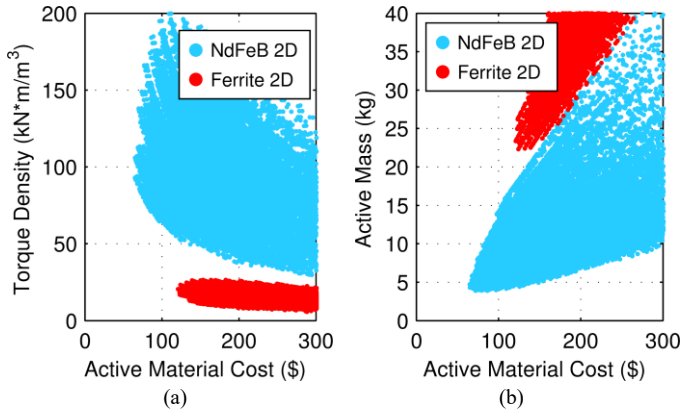 200
150
100
50
0
0
100
200
300
Torque Density (kN*m/m³)
Active Material Cost ($)
NdFeB 2D
Ferrite 2D
(a)
40
35
30
25
20
15
10
5
0
0
100
200
300
Active Mass (kg)
Active Material Cost ($)
NdFeB 2D
Ferrite 2D
(b)